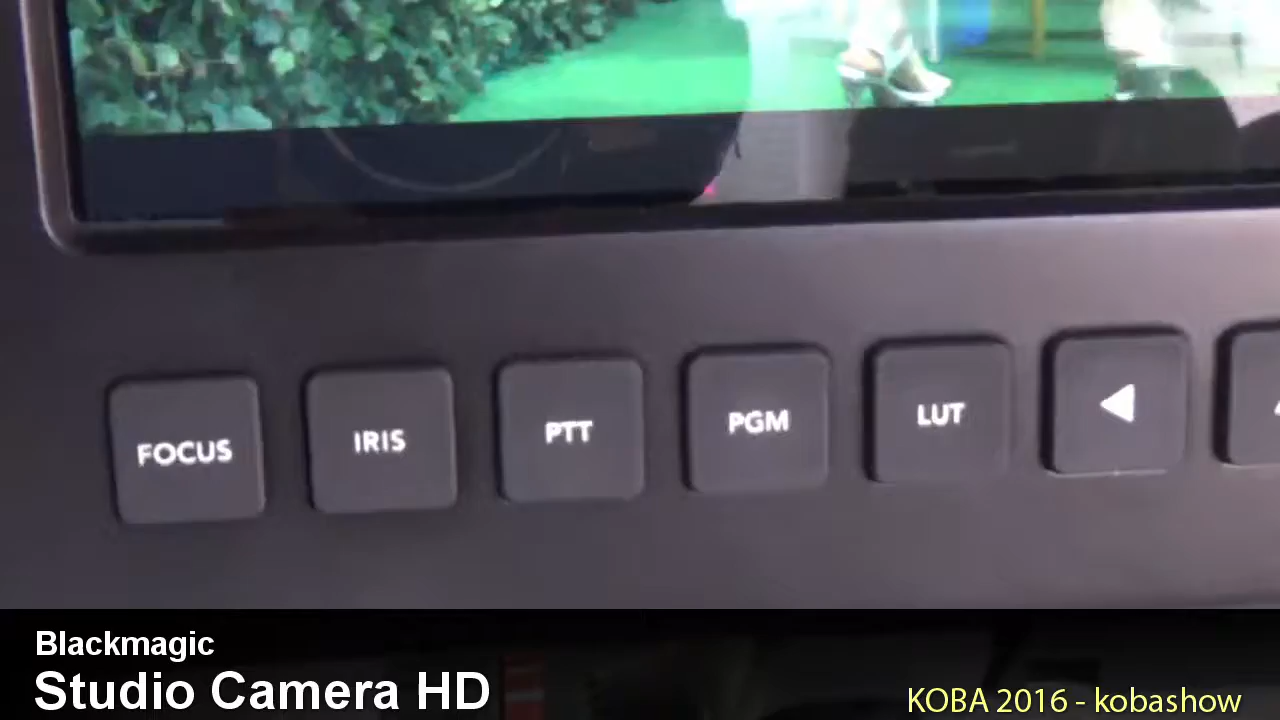 FOCUS
IRIS
PTT
PGM
LUT
Blackmagic
Studio Camera HD
KOBA 2016 - kobashow